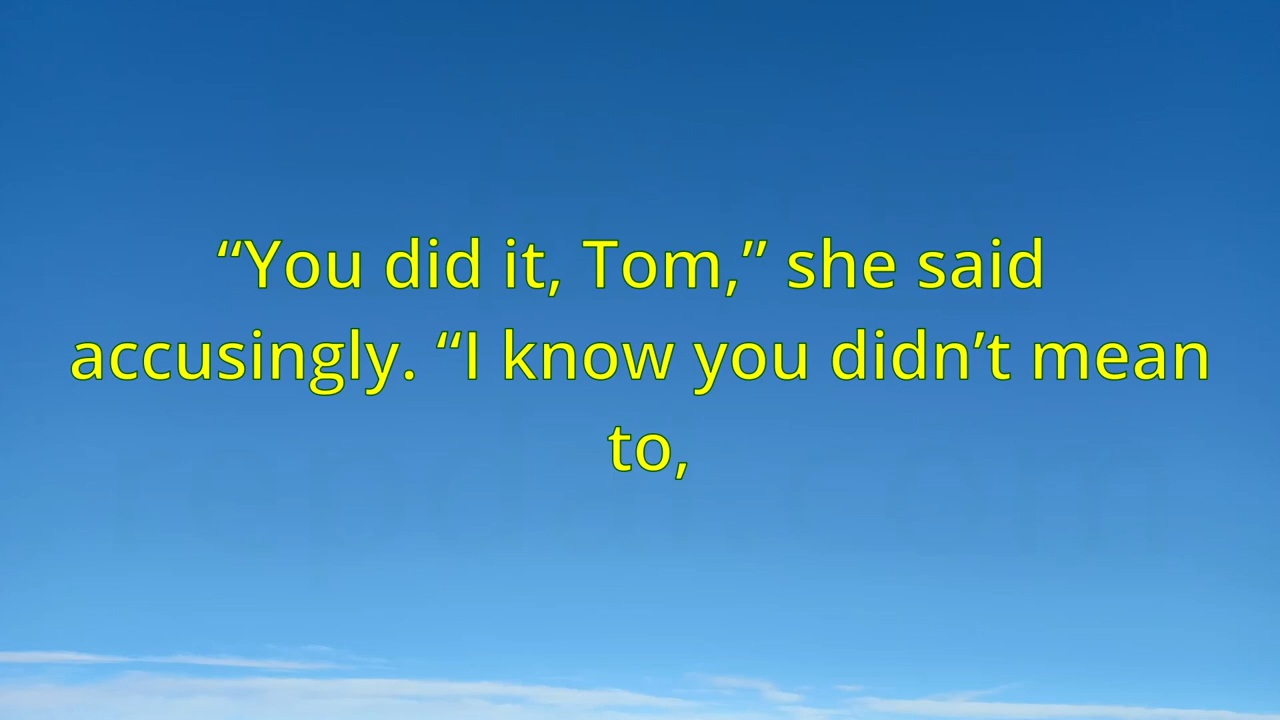 “You did it, Tom,” she said
accusingly. “I know you didn’t mean
to,